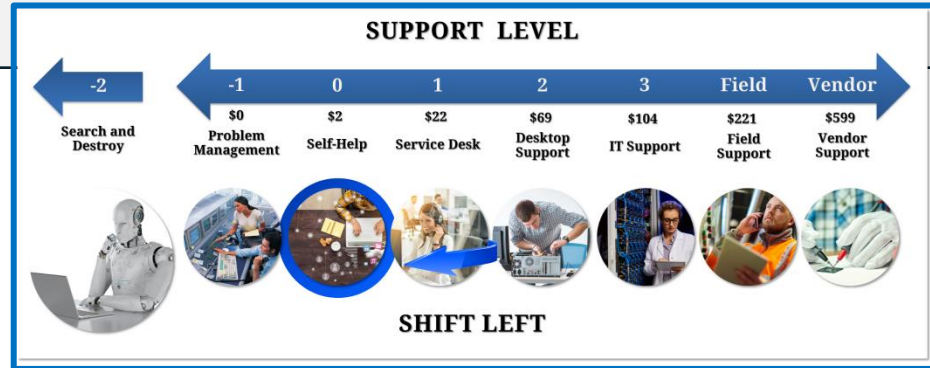 SUPPORT LEVEL
-2 -1 0 1 2 3 Field Vendor
$0 $2 $22 $69 $104 $221 $599
Search and Destroy
Problem Management
Self-Help
Service Desk
Desktop Support
IT Support
Field Support
Vendor Support
SHIFT LEFT